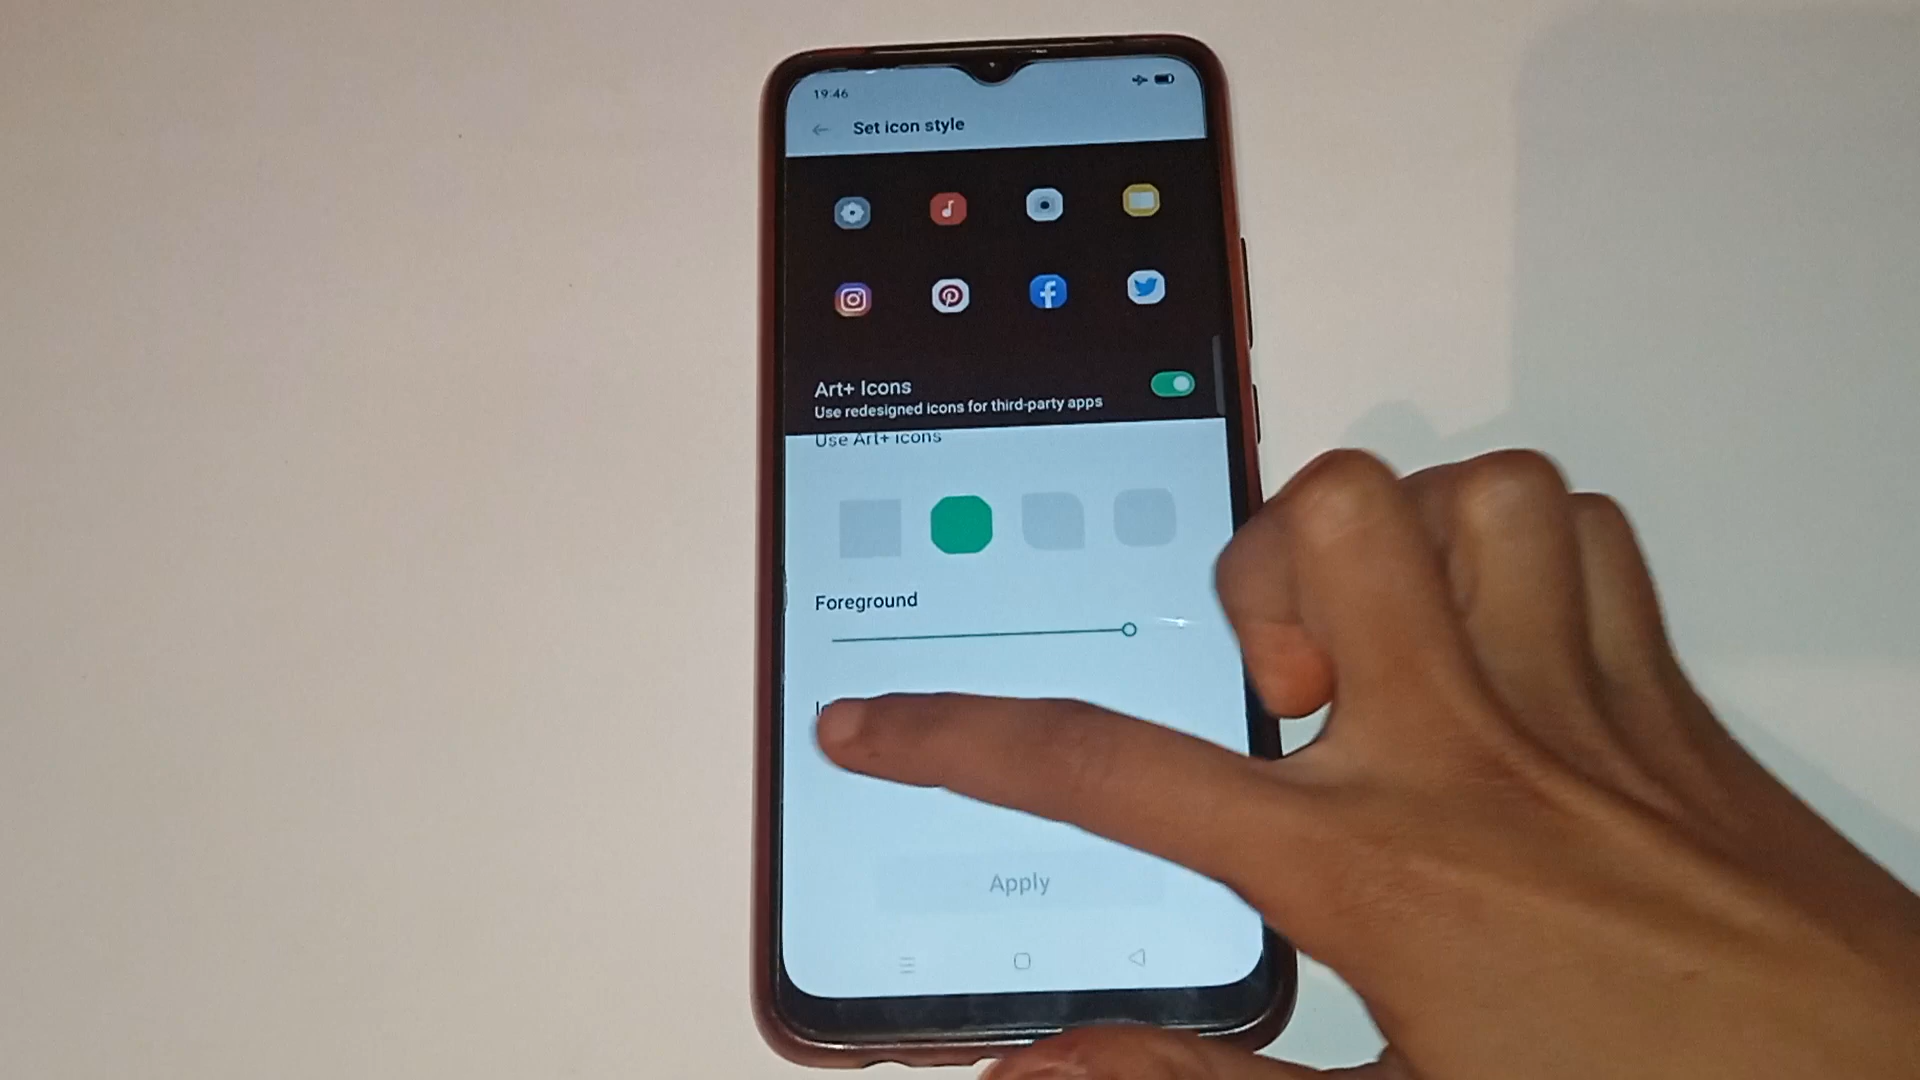 19:46
Set icon style
Art+ Icons
Use redesigned icons for third-party apps
Use Art+ icons
Foreground
Apply